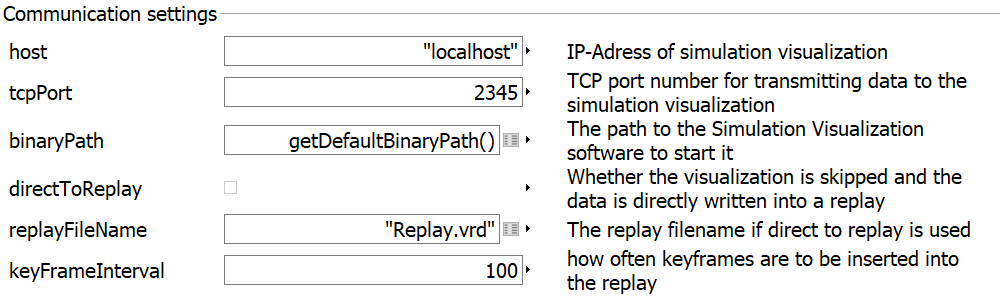 Communication settings
host "localhost" IP-Adress of simulation visualization
tcpPort 2345 TCP port number for transmitting data to the
simulation visualization
binaryPath getDefaultBinaryPath() The path to the Simulation Visualization
software to start it
directToReplay Whether the visualization is skipped and the
data is directly written into a replay
replayFileName "Replay.vrd" The replay filename if direct to replay is used
keyFrameInterval 100 how often keyframes are to be inserted into
the replay